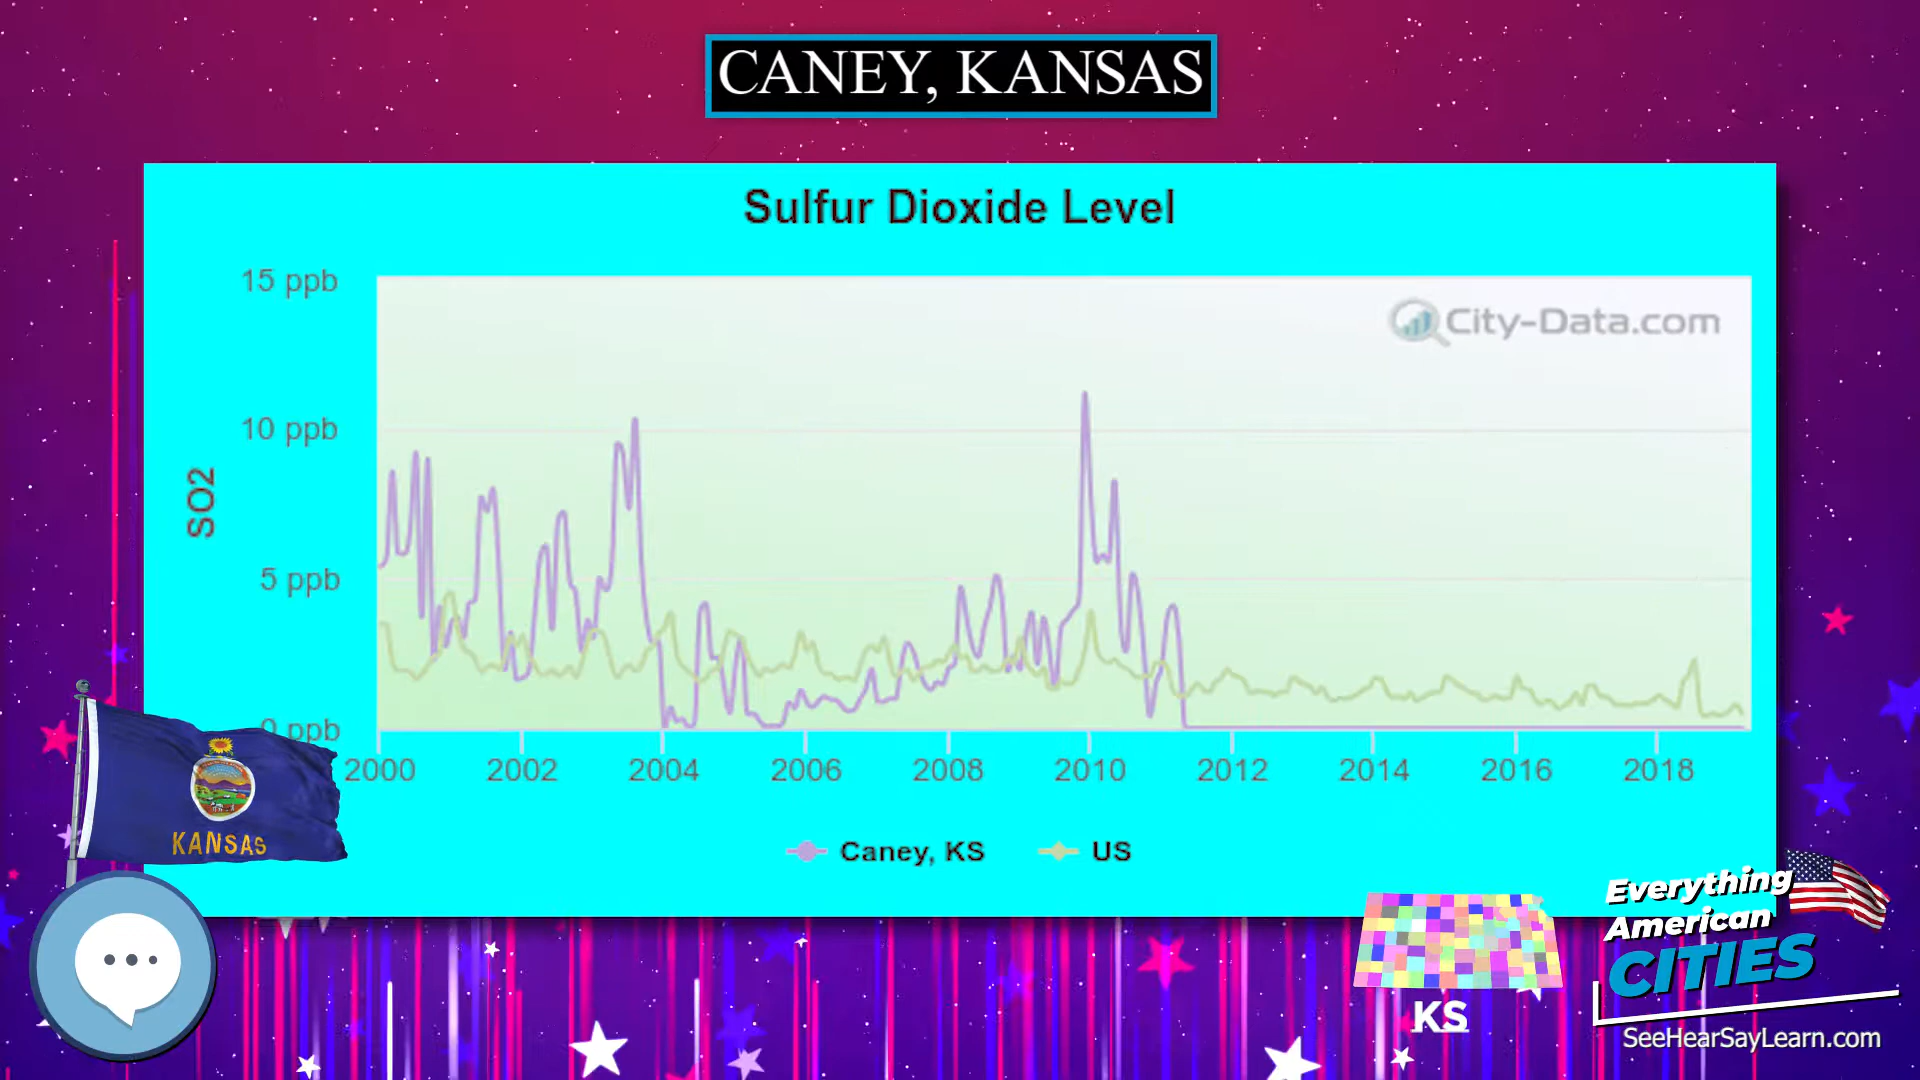 CANEY, KANSAS
Sulfur Dioxide Level
15 ppb
City-Data.com
10 ppb
SO2
5 ppb
0 ppb
2000 2002 2004 2006 2008 2010 2012 2014 2016 2018
KANSAS
Caney, KS US
Everything
American
CITIES
KS
SeeHearSayLearn.com